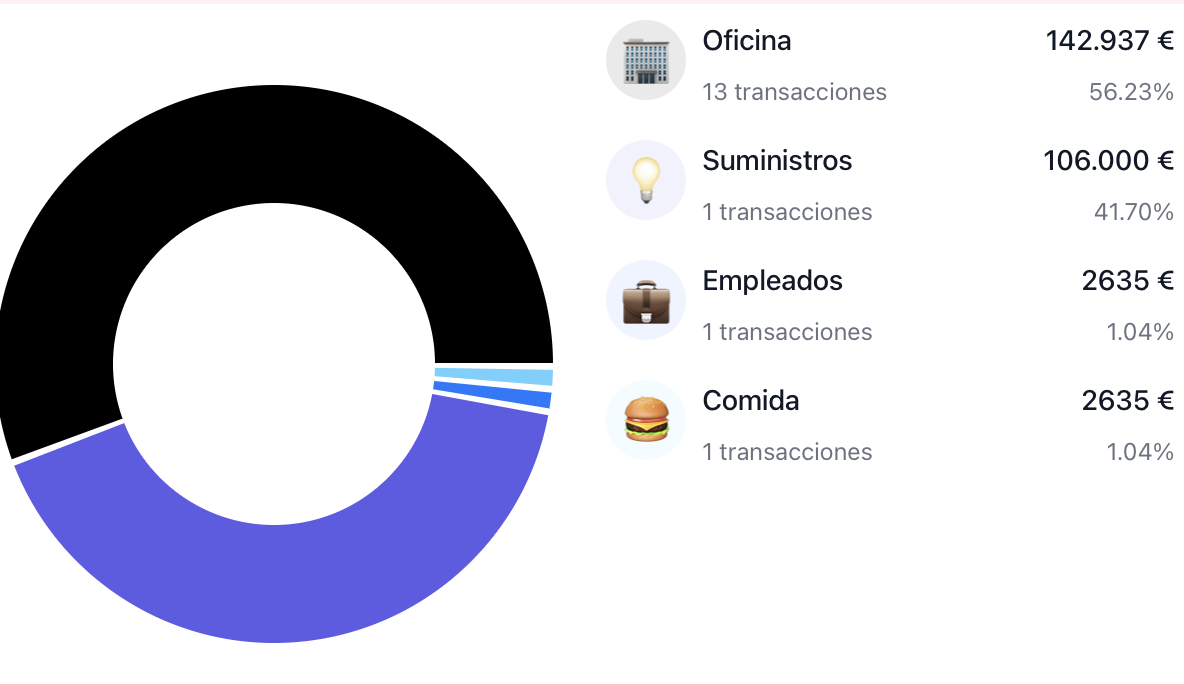 Oficina 142.937 €
13 transacciones 56.23%
Suministros 106.000 €
1 transacciones 41.70%
Empleados 2635 €
1 transacciones 1.04%
Comida 2635 €
1 transacciones 1.04%